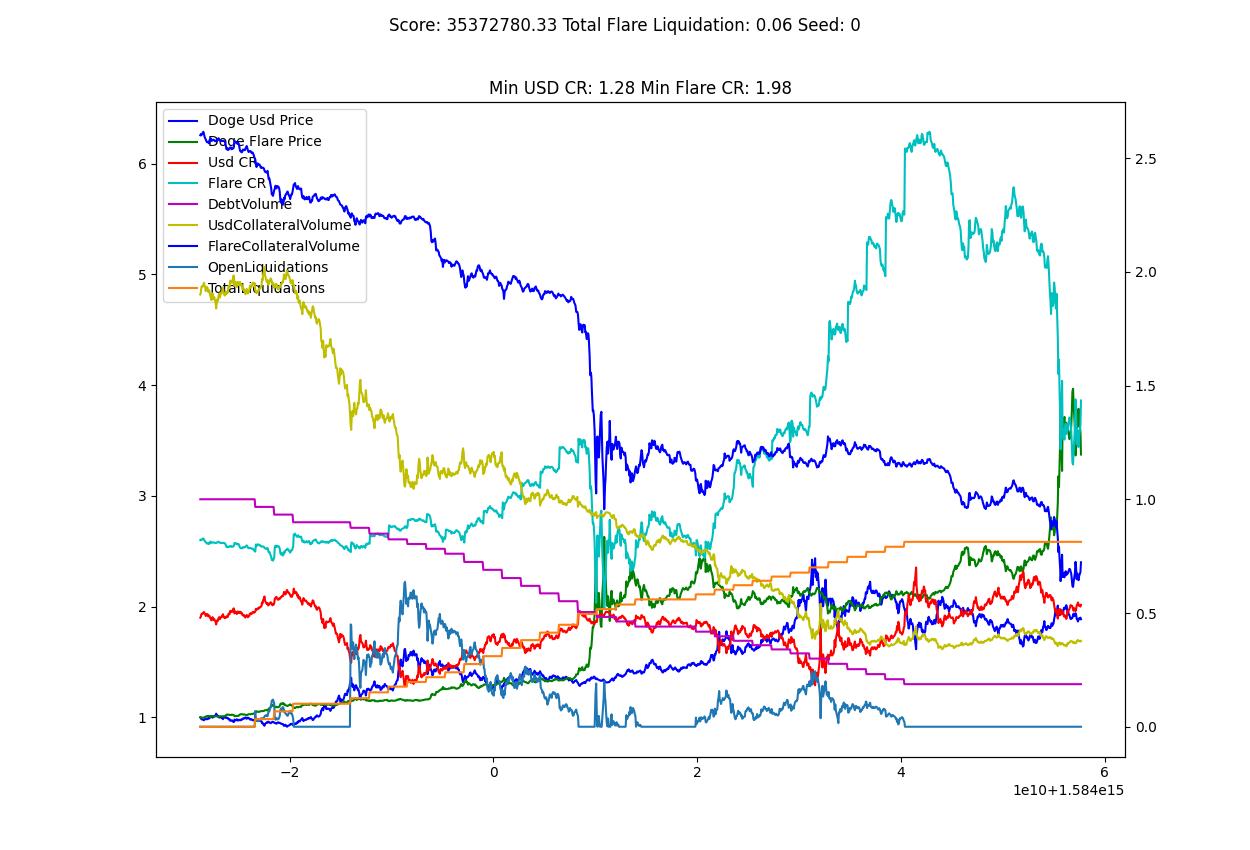 Score: 35372780.33 Total Flare Liquidation: 0.06 Seed: 0
Min USD CR: 1.28 Min Flare CR: 1.98
Doge Usd Price
Doge Flare Price
Usd CR
Flare CR
DebtVolume
UsdCollateralVolume
FlareCollateralVolume
OpenLiquidations
TotalLiquidations
6
5
4
3
2
1
2.5
2.0
1.5
1.0
0.5
0.0
−2
0
2
4
6
1e10+1.584e15